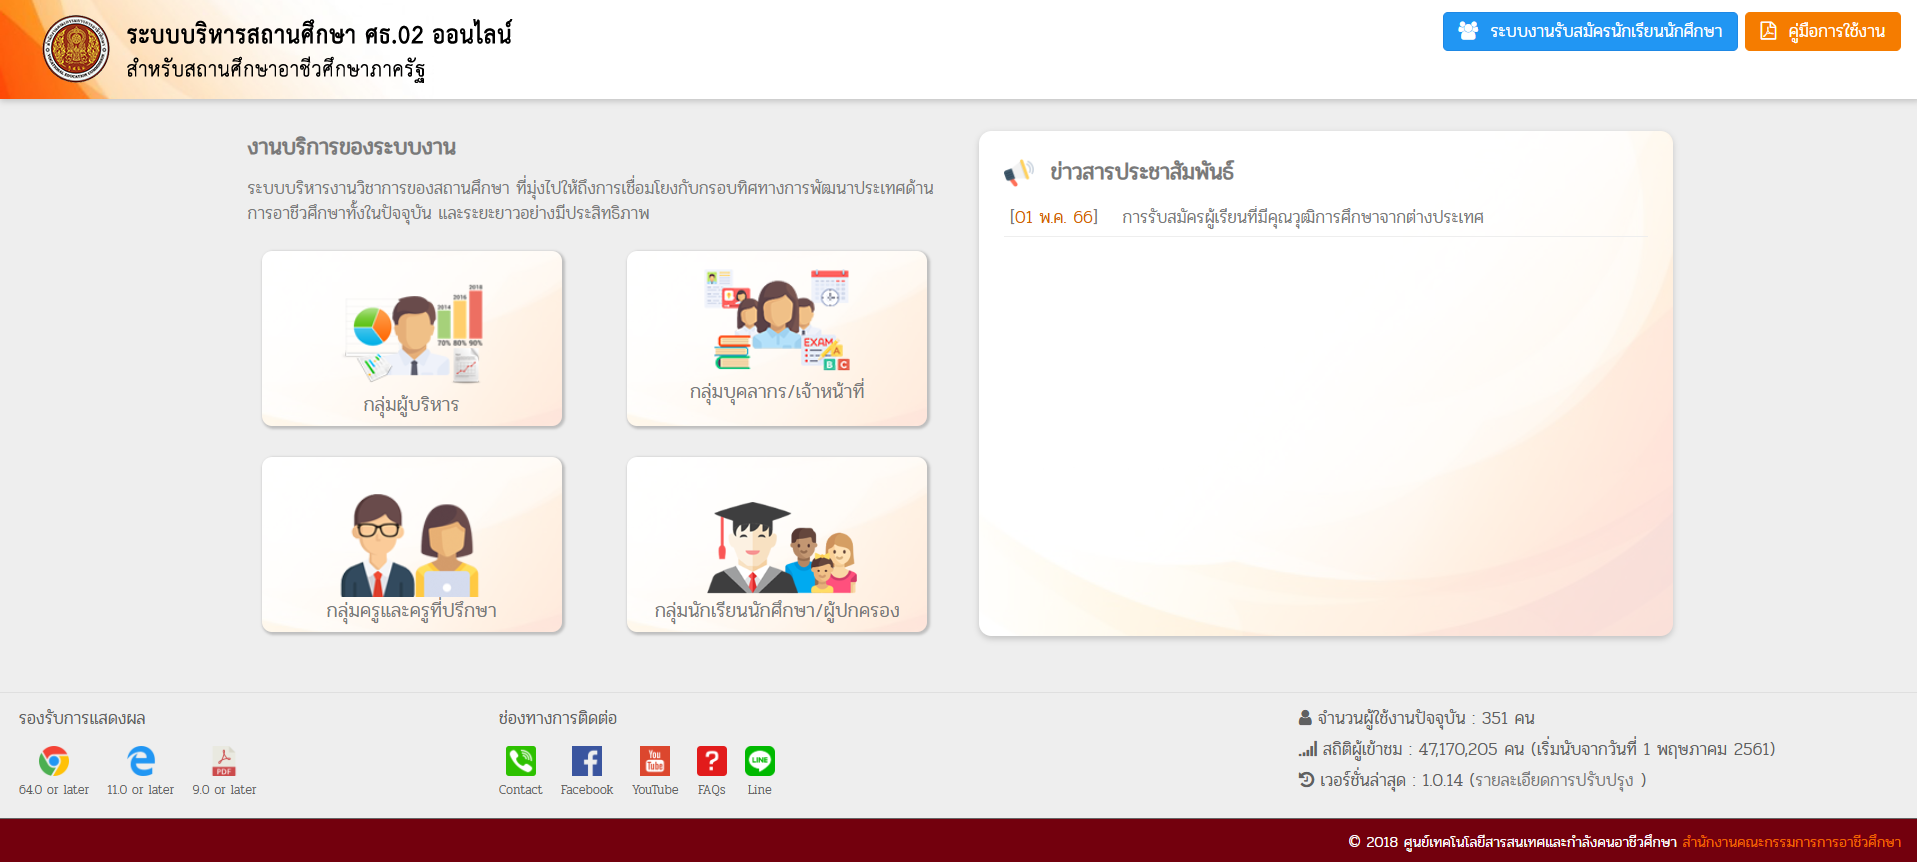 ระบบบริหารสถานศึกษา ศธ.02 ออนไลน์
สำหรับสถานศึกษาอาชีวศึกษาภาครัฐ
ระบบงานรับสมัครนักเรียนนักศึกษา
คู่มือการใช้งาน
งานบริการของระบบงาน
ระบบบริหารงานวิชาการของสถานศึกษา ที่มุ่งไปให้ถึงการเชื่อมโยงกับกรอบทิศทางการพัฒนาประเทศด้าน
การอาชีวศึกษาทั้งในปัจจุบัน และระยะยาวอย่างมีประสิทธิภาพ
2014 2016 2018
70% 80% 90%
กลุ่มผู้บริหาร
EXAM
A
B C
กลุ่มบุคลากร/เจ้าหน้าที่
กลุ่มครูและครูที่ปรึกษา
กลุ่มนักเรียนนักศึกษา/ผู้ปกครอง
ข่าวสารประชาสัมพันธ์
[01 พ.ค. 66] การรับสมัครผู้เรียนที่มีคุณวุฒิการศึกษาจากต่างประเทศ
รองรับการแสดงผล
PDF
64.0 or later 11.0 or later 9.0 or later
ช่องทางการติดต่อ
You
Tube
?
LINE
Contact Facebook YouTube FAQs Line
จำนวนผู้ใช้งานปัจจุบัน : 351 คน
สถิติผู้เข้าชม : 47,170,205 คน (เริ่มนับจากวันที่ 1 พฤษภาคม 2561)
เวอร์ชั่นล่าสุด : 1.0.14 (รายละเอียดการปรับปรุง )
© 2018 ศูนย์เทคโนโลยีสารสนเทศและกำลังคนอาชีวศึกษา สำนักงานคณะกรรมการการอาชีวศึกษา